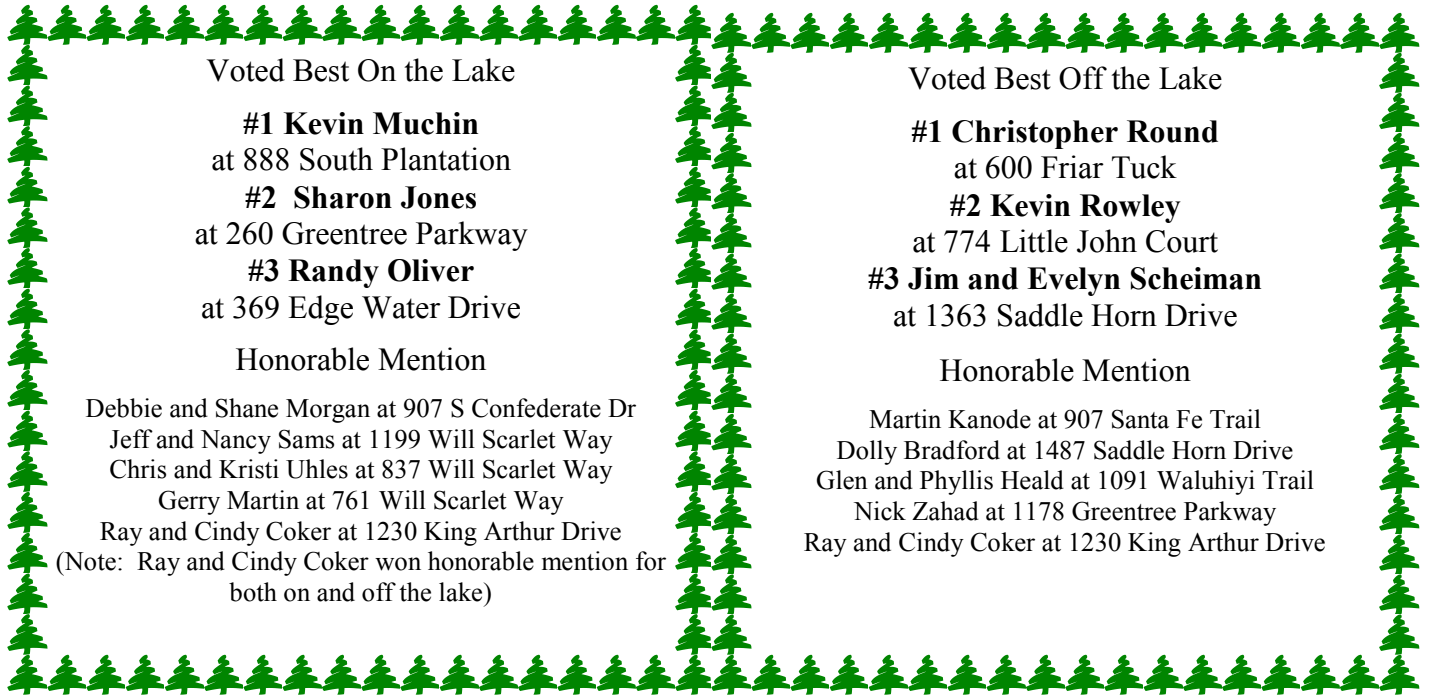 Voted Best On the Lake
#1 Kevin Muchin
at 888 South Plantation
#2  Sharon Jones
at 260 Greentree Parkway
#3 Randy Oliver
at 369 Edge Water Drive
Honorable Mention
Debbie and Shane Morgan at 907 S Confederate Dr
Jeff and Nancy Sams at 1199 Will Scarlet Way
Chris and Kristi Uhles at 837 Will Scarlet Way
Gerry Martin at 761 Will Scarlet Way
Ray and Cindy Coker at 1230 King Arthur Drive
(Note:  Ray and Cindy Coker won honorable mention for
both on and off the lake)
Voted Best Off the Lake
#1 Christopher Round
at 600 Friar Tuck
#2 Kevin Rowley
at 774 Little John Court
#3 Jim and Evelyn Scheiman
at 1363 Saddle Horn Drive
Honorable Mention
Martin Kanode at 907 Santa Fe Trail
Dolly Bradford at 1487 Saddle Horn Drive
Glen and Phyllis Heald at 1091 Waluhiyi Trail
Nick Zahad at 1178 Greentree Parkway
Ray and Cindy Coker at 1230 King Arthur Drive